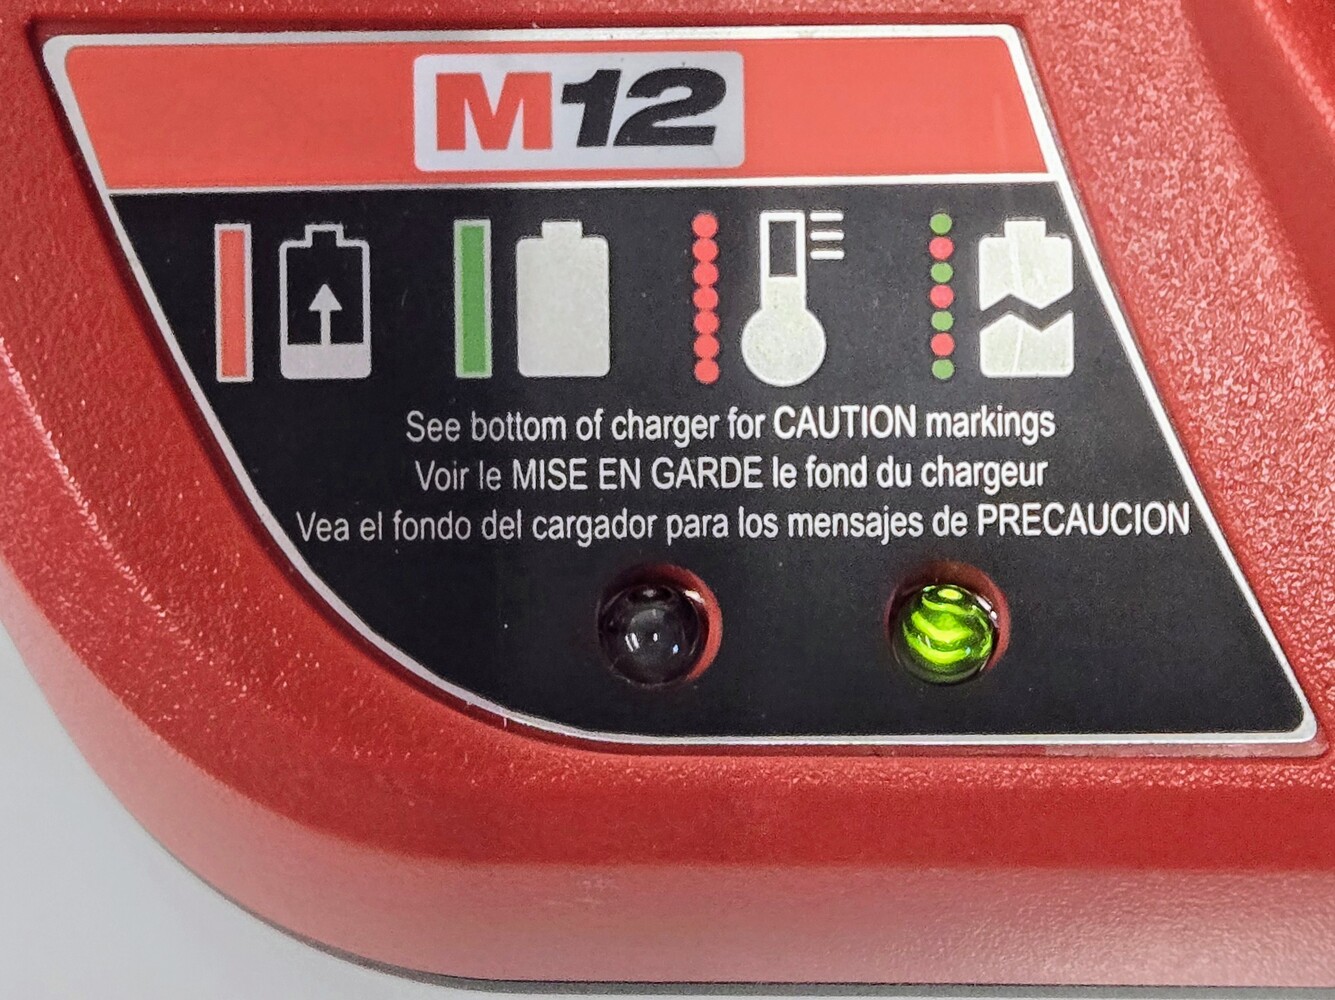 M12
See bottom of charger for CAUTION markings
Voir le MISE EN GARDE le fond du chargeur
Vea el fondo del cargador para los mensajes de PRECAUCION